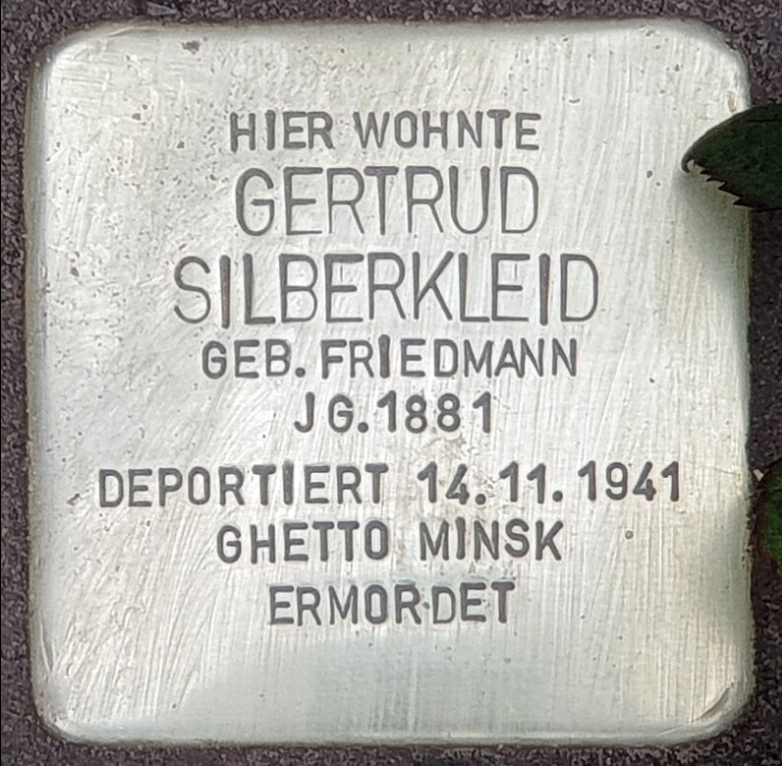 HIER WOHNTE
GERTRUD
SILBERKLEID
GEB. FRIEDMANN
JG. 1881
DEPORTIERT 14.11.1941
GHETTO MINSK
ERMORDET